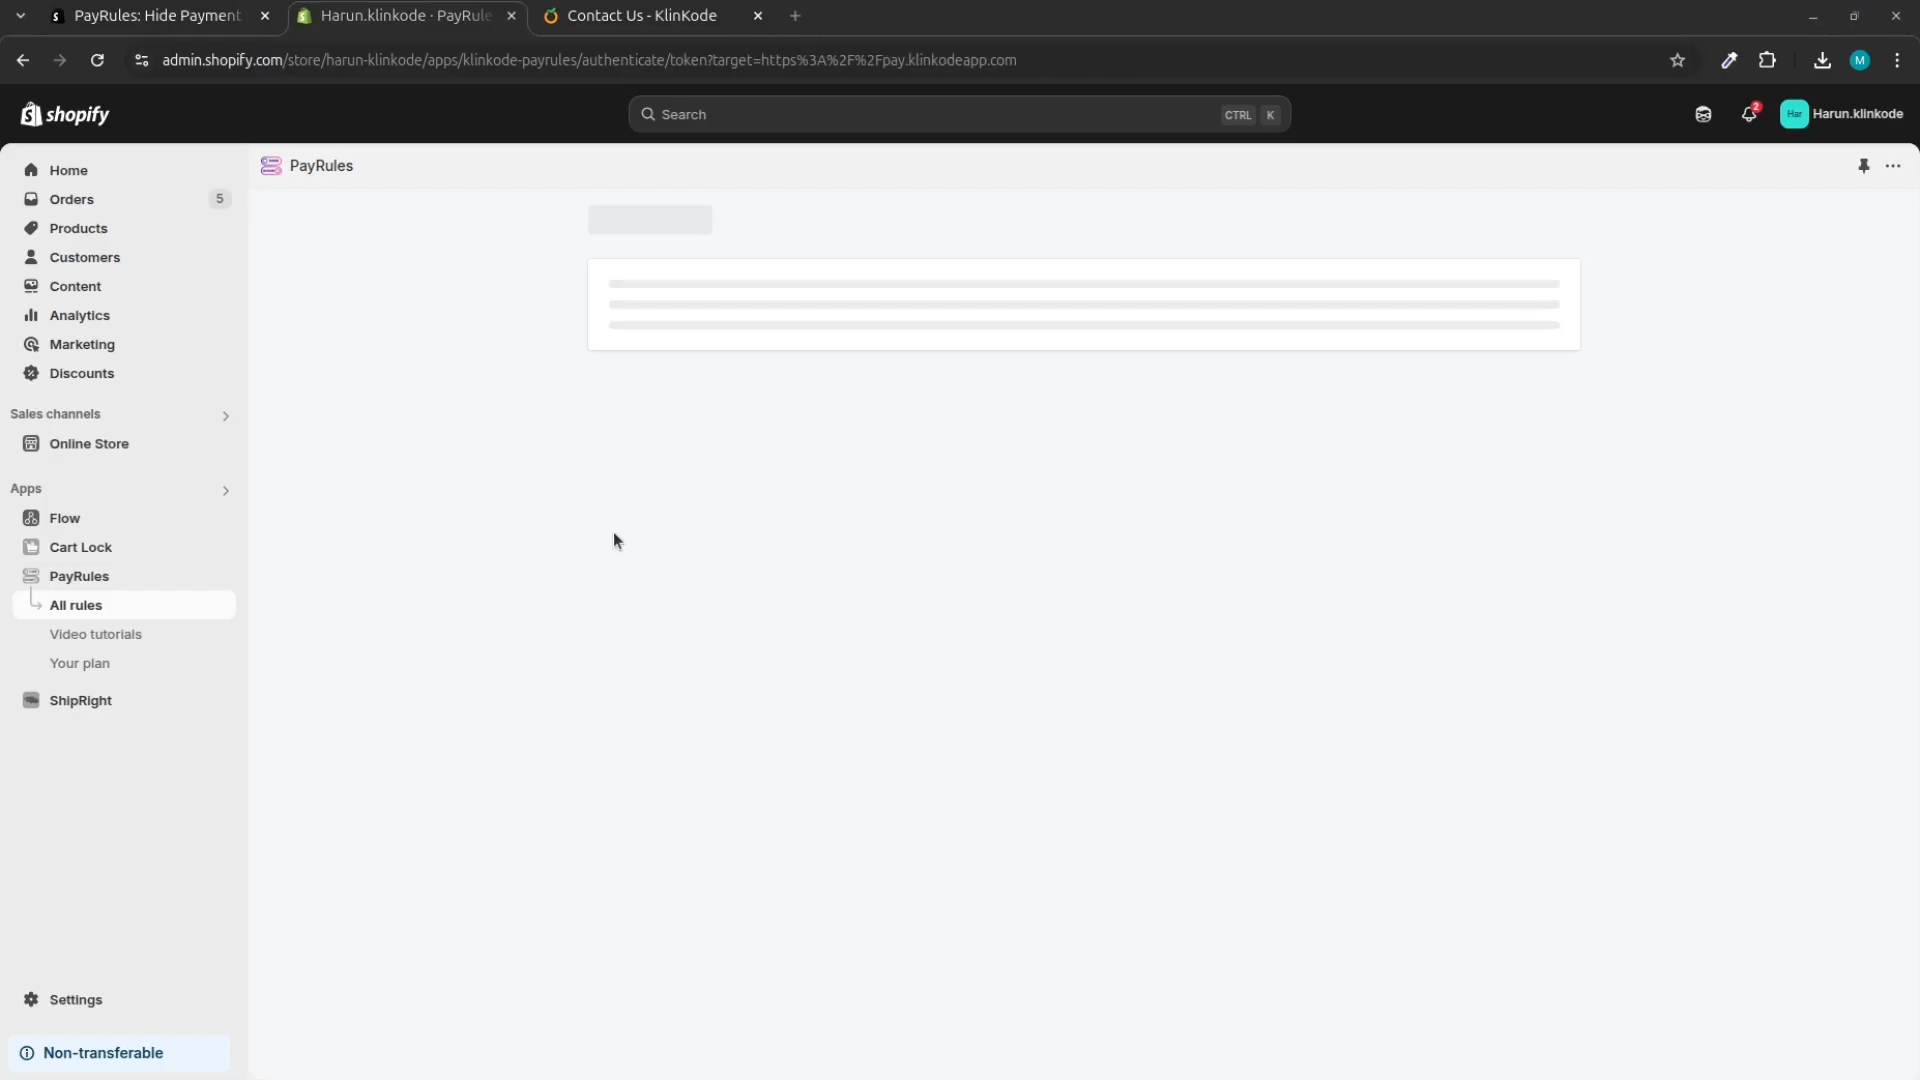 PayRules: Hide Payment
Harun.klinkode · PayRule
Contact Us - KlinKode
admin.shopify.com/store/harun-klinkode/apps/klinkode-payrules/authenticate/token?target=https%3A%2F%2Fpay.klinkodeapp.com
M
shopify
Search
CTRL K
2
Har
Harun.klinkode
Home
PayRules
Orders 5
Products
Customers
Content
Analytics
Marketing
Discounts
Sales channels
Online Store
Apps
Flow
Cart Lock
PayRules
All rules
Video tutorials
Your plan
ShipRight
Settings
Non-transferable